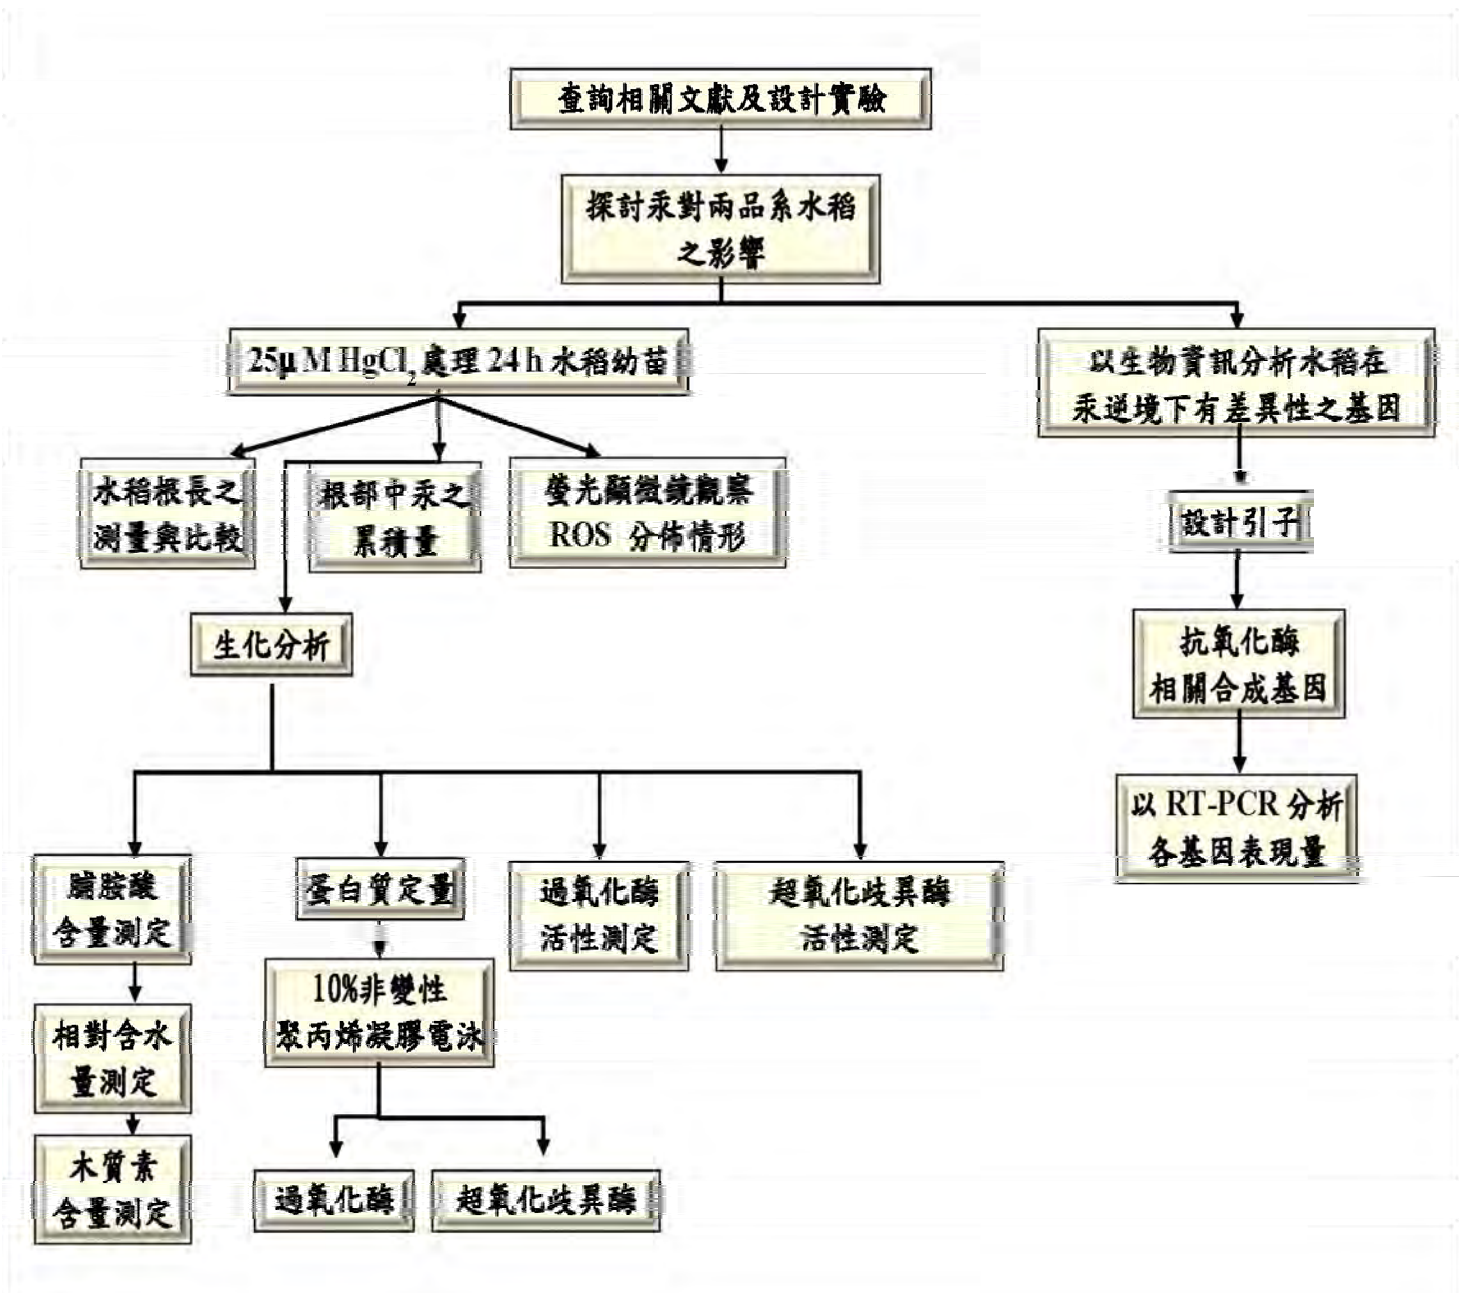 查詢相關文獻及設計實驗
探討汞對兩品系水稻
之影響
25μM HgCl₂處理 24 h 水稻幼苗
以生物資訊分析水稻在
汞逆境下有差異性之基因
水稻根長之
測量與比較
根部中汞之
累積量
螢光顯微鏡觀察
ROS 分佈情形
設計引子
生化分析
抗氧化酶
相關合成基因
以 RT-PCR 分析
各基因表現量
脯胺酸
含量測定
蛋白質定量
過氧化酶
活性測定
超氧化歧異酶
活性測定
10%非變性
聚丙烯凝膠電泳
相對含水
量測定
木質素
含量測定
過氧化酶
超氧化歧異酶